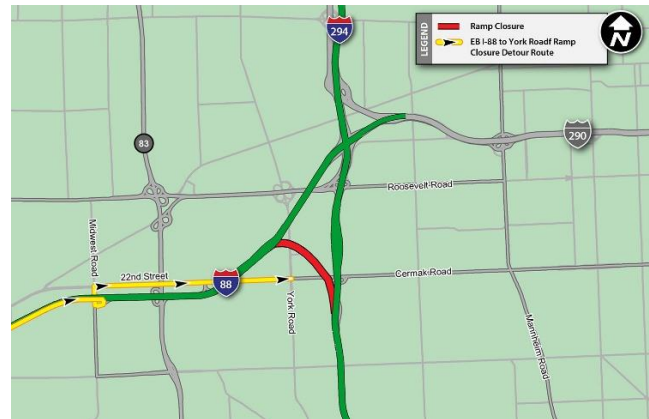 294
LEGEND
Ramp Closure
EB I-88 to York Roadf Ramp
Closure Detour Route
N
83
290
Roosevelt Road
Midwest Road
22nd Street
88
York Road
Cermak Road
Mannheim Road